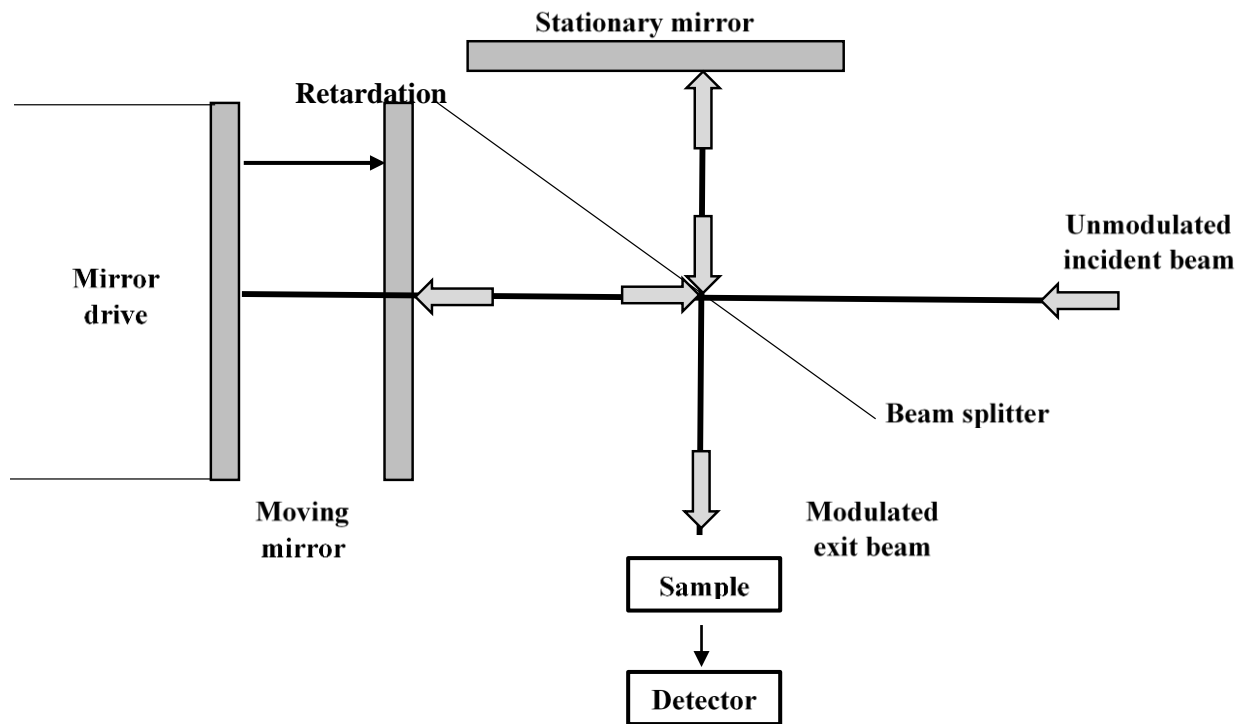 Stationary mirror
Retardation
Unmodulated
incident beam
Mirror
drive
Beam splitter
Moving
mirror
Modulated
exit beam
Sample
Detector